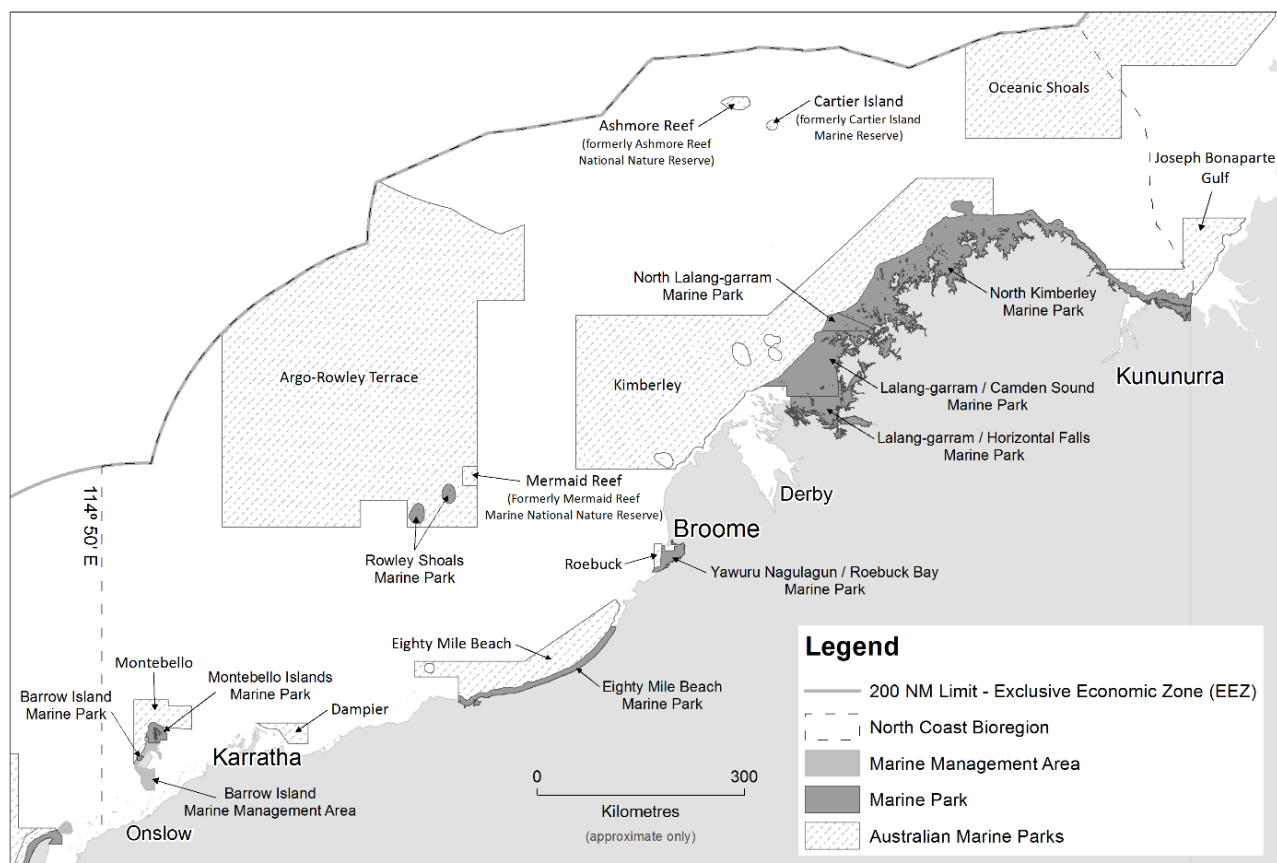 Oceanic Shoals
Cartier Island
(formerly Cartier Island
Marine Reserve)
Ashmore Reef
(formerly Ashmore Reef
National Nature Reserve)
Joseph Bonaparte
Gulf
North Lalang-garram
Marine Park
North Kimberley
Marine Park
Argo-Rowley Terrace
Kimberley
Kununurra
Lalang-garram / Camden Sound
Marine Park
Lalang-garram / Horizontal Falls
Marine Park
Mermaid Reef
(Formerly Mermaid Reef
Marine National Nature Reserve)
Derby
114° 50' E
Broome
Rowley Shoals
Marine Park
Roebuck
Yawuru Nagulagun / Roebuck Bay
Marine Park
Eighty Mile Beach
Montebello
Montebello Islands
Marine Park
Barrow Island
Marine Park
Eighty Mile Beach
Marine Park
Dampier
Karratha
Barrow Island
Marine Management Area
Onslow
0 300
Kilometres
(approximate only)
Legend
200 NM Limit - Exclusive Economic Zone (EEZ)
North Coast Bioregion
Marine Management Area
Marine Park
Australian Marine Parks